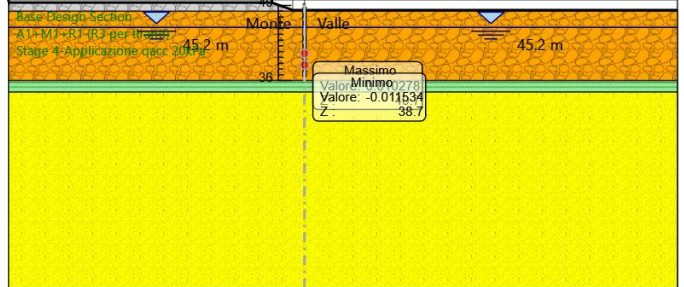 Base Design Section
Monte
Valle
A1+M1+R1 (R3 per tiranti)
45.2 m
45.2 m
Stage 4-Applicazione qacc 20kPa
36
Massimo
Minimo
Valore: -0.011534
Z : 38.7